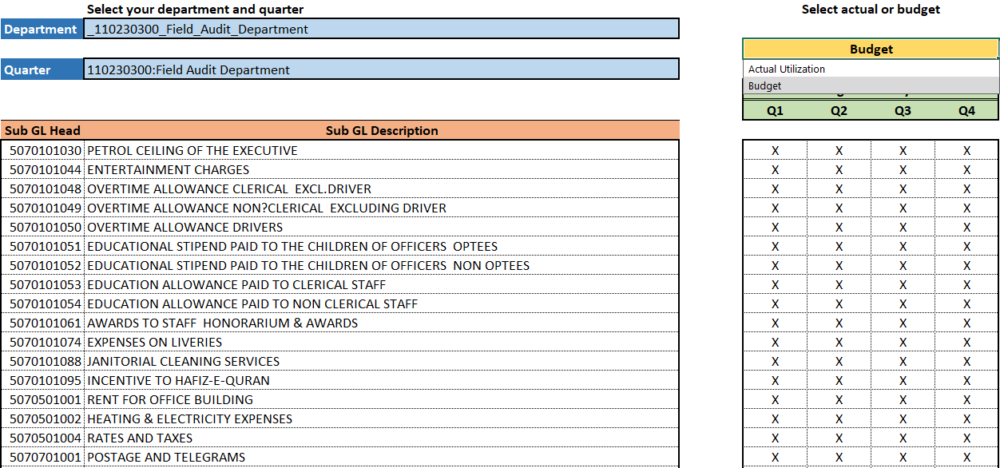 Select your department and quarter
Select actual or budget
Department _110230300_Field_Audit_Department
Budget
Quarter 110230300:Field Audit Department
Actual Utilization
Budget
Q1 Q2 Q3 Q4
Sub GL Head Sub GL Description
5070101030 PETROL CEILING OF THE EXECUTIVE X X X X
5070101044 ENTERTAINMENT CHARGES X X X X
5070101048 OVERTIME ALLOWANCE CLERICAL  EXCL.DRIVER X X X X
5070101049 OVERTIME ALLOWANCE NON?CLERICAL  EXCLUDING DRIVER X X X X
5070101050 OVERTIME ALLOWANCE DRIVERS X X X X
5070101051 EDUCATIONAL STIPEND PAID TO THE CHILDREN OF OFFICERS  OPTEES X X X X
5070101052 EDUCATIONAL STIPEND PAID TO THE CHILDREN OF OFFICERS  NON OPTEES X X X X
5070101053 EDUCATION ALLOWANCE PAID TO CLERICAL STAFF X X X X
5070101054 EDUCATION ALLOWANCE PAID TO NON CLERICAL STAFF X X X X
5070101061 AWARDS TO STAFF  HONORARIUM & AWARDS X X X X
5070101074 EXPENSES ON LIVERIES X X X X
5070101088 JANITORIAL CLEANING SERVICES X X X X
5070101095 INCENTIVE TO HAFIZ-E-QURAN X X X X
5070501001 RENT FOR OFFICE BUILDING X X X X
5070501002 HEATING & ELECTRICITY EXPENSES X X X X
5070501004 RATES AND TAXES X X X X
5070701001 POSTAGE AND TELEGRAMS X X X X